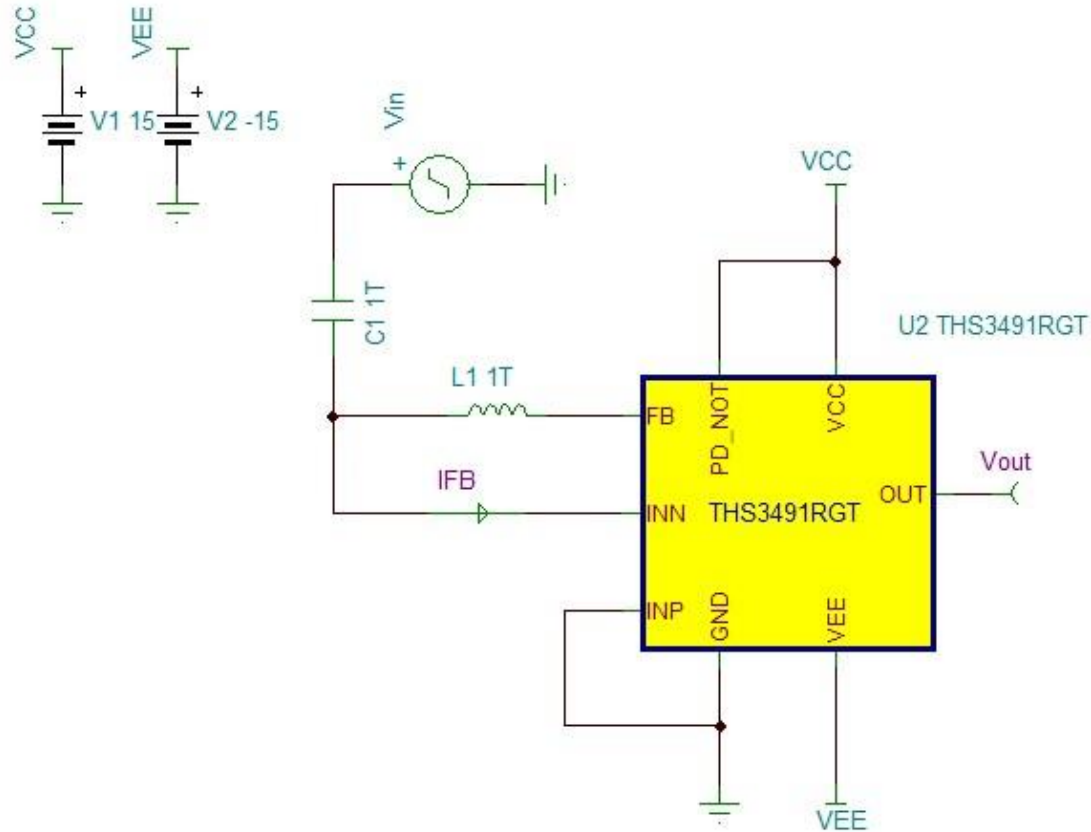 VCC
VEE
V1 15
V2 -15
Vin
C1 1T
VCC
U2 THS3491RGT
L1 1T
FB
PD_NOT
VCC
IFB
Vout
INN
THS3491RGT
OUT
INP
GND
VEE
VEE